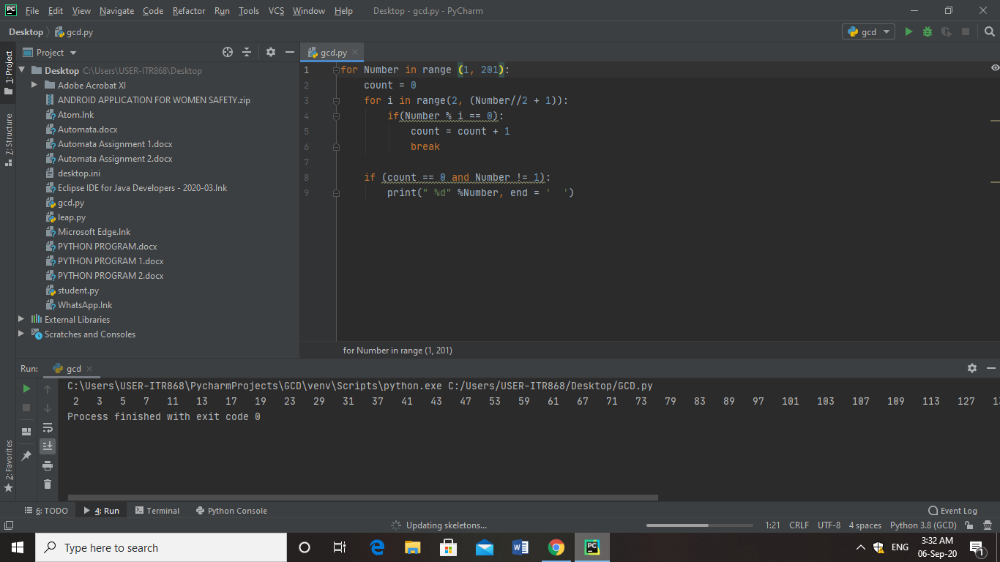 PC File Edit View Navigate Code Refactor Run Tools VCS Window Help Desktop - gcd.py - PyCharm
Desktop gcd.py gcd
1: Project
7: Structure
2: Favorites
Project
Desktop C:\Users\USER-ITR868\Desktop
Adobe Acrobat XI
ANDROID APPLICATION FOR WOMEN SAFETY.zip
Atom.lnk
Automata.docx
Automata Assignment 1.docx
Automata Assignment 2.docx
desktop.ini
Eclipse IDE for Java Developers - 2020-03.lnk
gcd.py
leap.py
Microsoft Edge.lnk
PYTHON PROGRAM.docx
PYTHON PROGRAM 1.docx
PYTHON PROGRAM 2.docx
student.py
WhatsApp.lnk
External Libraries
Scratches and Consoles
gcd.py
1 for Number in range (1, 201):
2     count = 0
3     for i in range(2, (Number//2 + 1)):
4         if(Number % i == 0):
5             count = count + 1
6             break
7
8     if (count == 0 and Number != 1):
9         print(" %d" %Number, end = '  ')
for Number in range (1, 201)
Run: gcd
C:\Users\USER-ITR868\PycharmProjects\GCD\venv\Scripts\python.exe C:/Users/USER-ITR868/Desktop/GCD.py
2 3 5 7 11 13 17 19 23 29 31 37 41 43 47 53 59 61 67 71 73 79 83 89 97 101 103 107 109 113 127
Process finished with exit code 0
6: TODO 4: Run Terminal Python Console Event Log
Updating skeletons... 1:21 CRLF UTF-8 4 spaces Python 3.8 (GCD)
Type here to search W PC ENG
3:32 AM
06-Sep-20 1